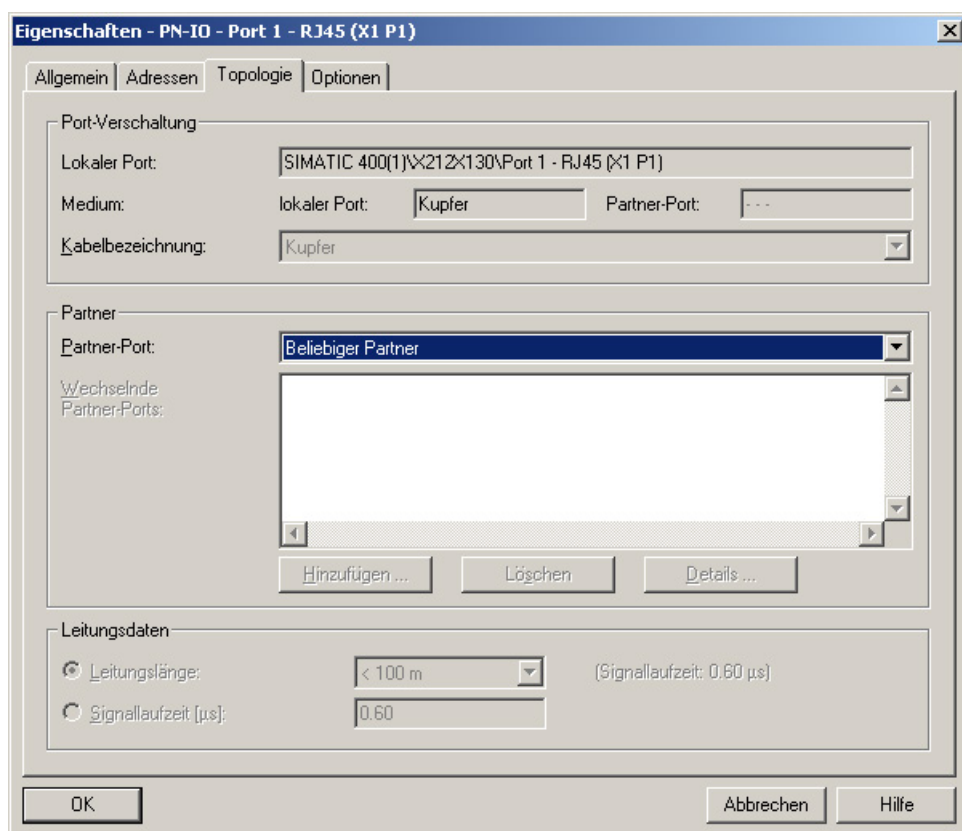 Eigenschaften - PN-IO - Port 1 - RJ45 (X1 P1)
Allgemein Adressen Topologie Optionen
Port-Verschaltung
Lokaler Port: SIMATIC 400(1)\X212X130\Port 1 - RJ45 (X1 P1)
Medium: lokaler Port: Kupfer Partner-Port: - - -
Kabelbezeichnung: Kupfer
Partner
Partner-Port: Beliebiger Partner
Wechselnde
Partner-Ports:
Hinzufügen ... Löschen Details ...
Leitungsdaten
Leitungslänge: < 100 m (Signallaufzeit: 0.60 µs)
Signallaufzeit [µs]: 0.60
OK Abbrechen Hilfe